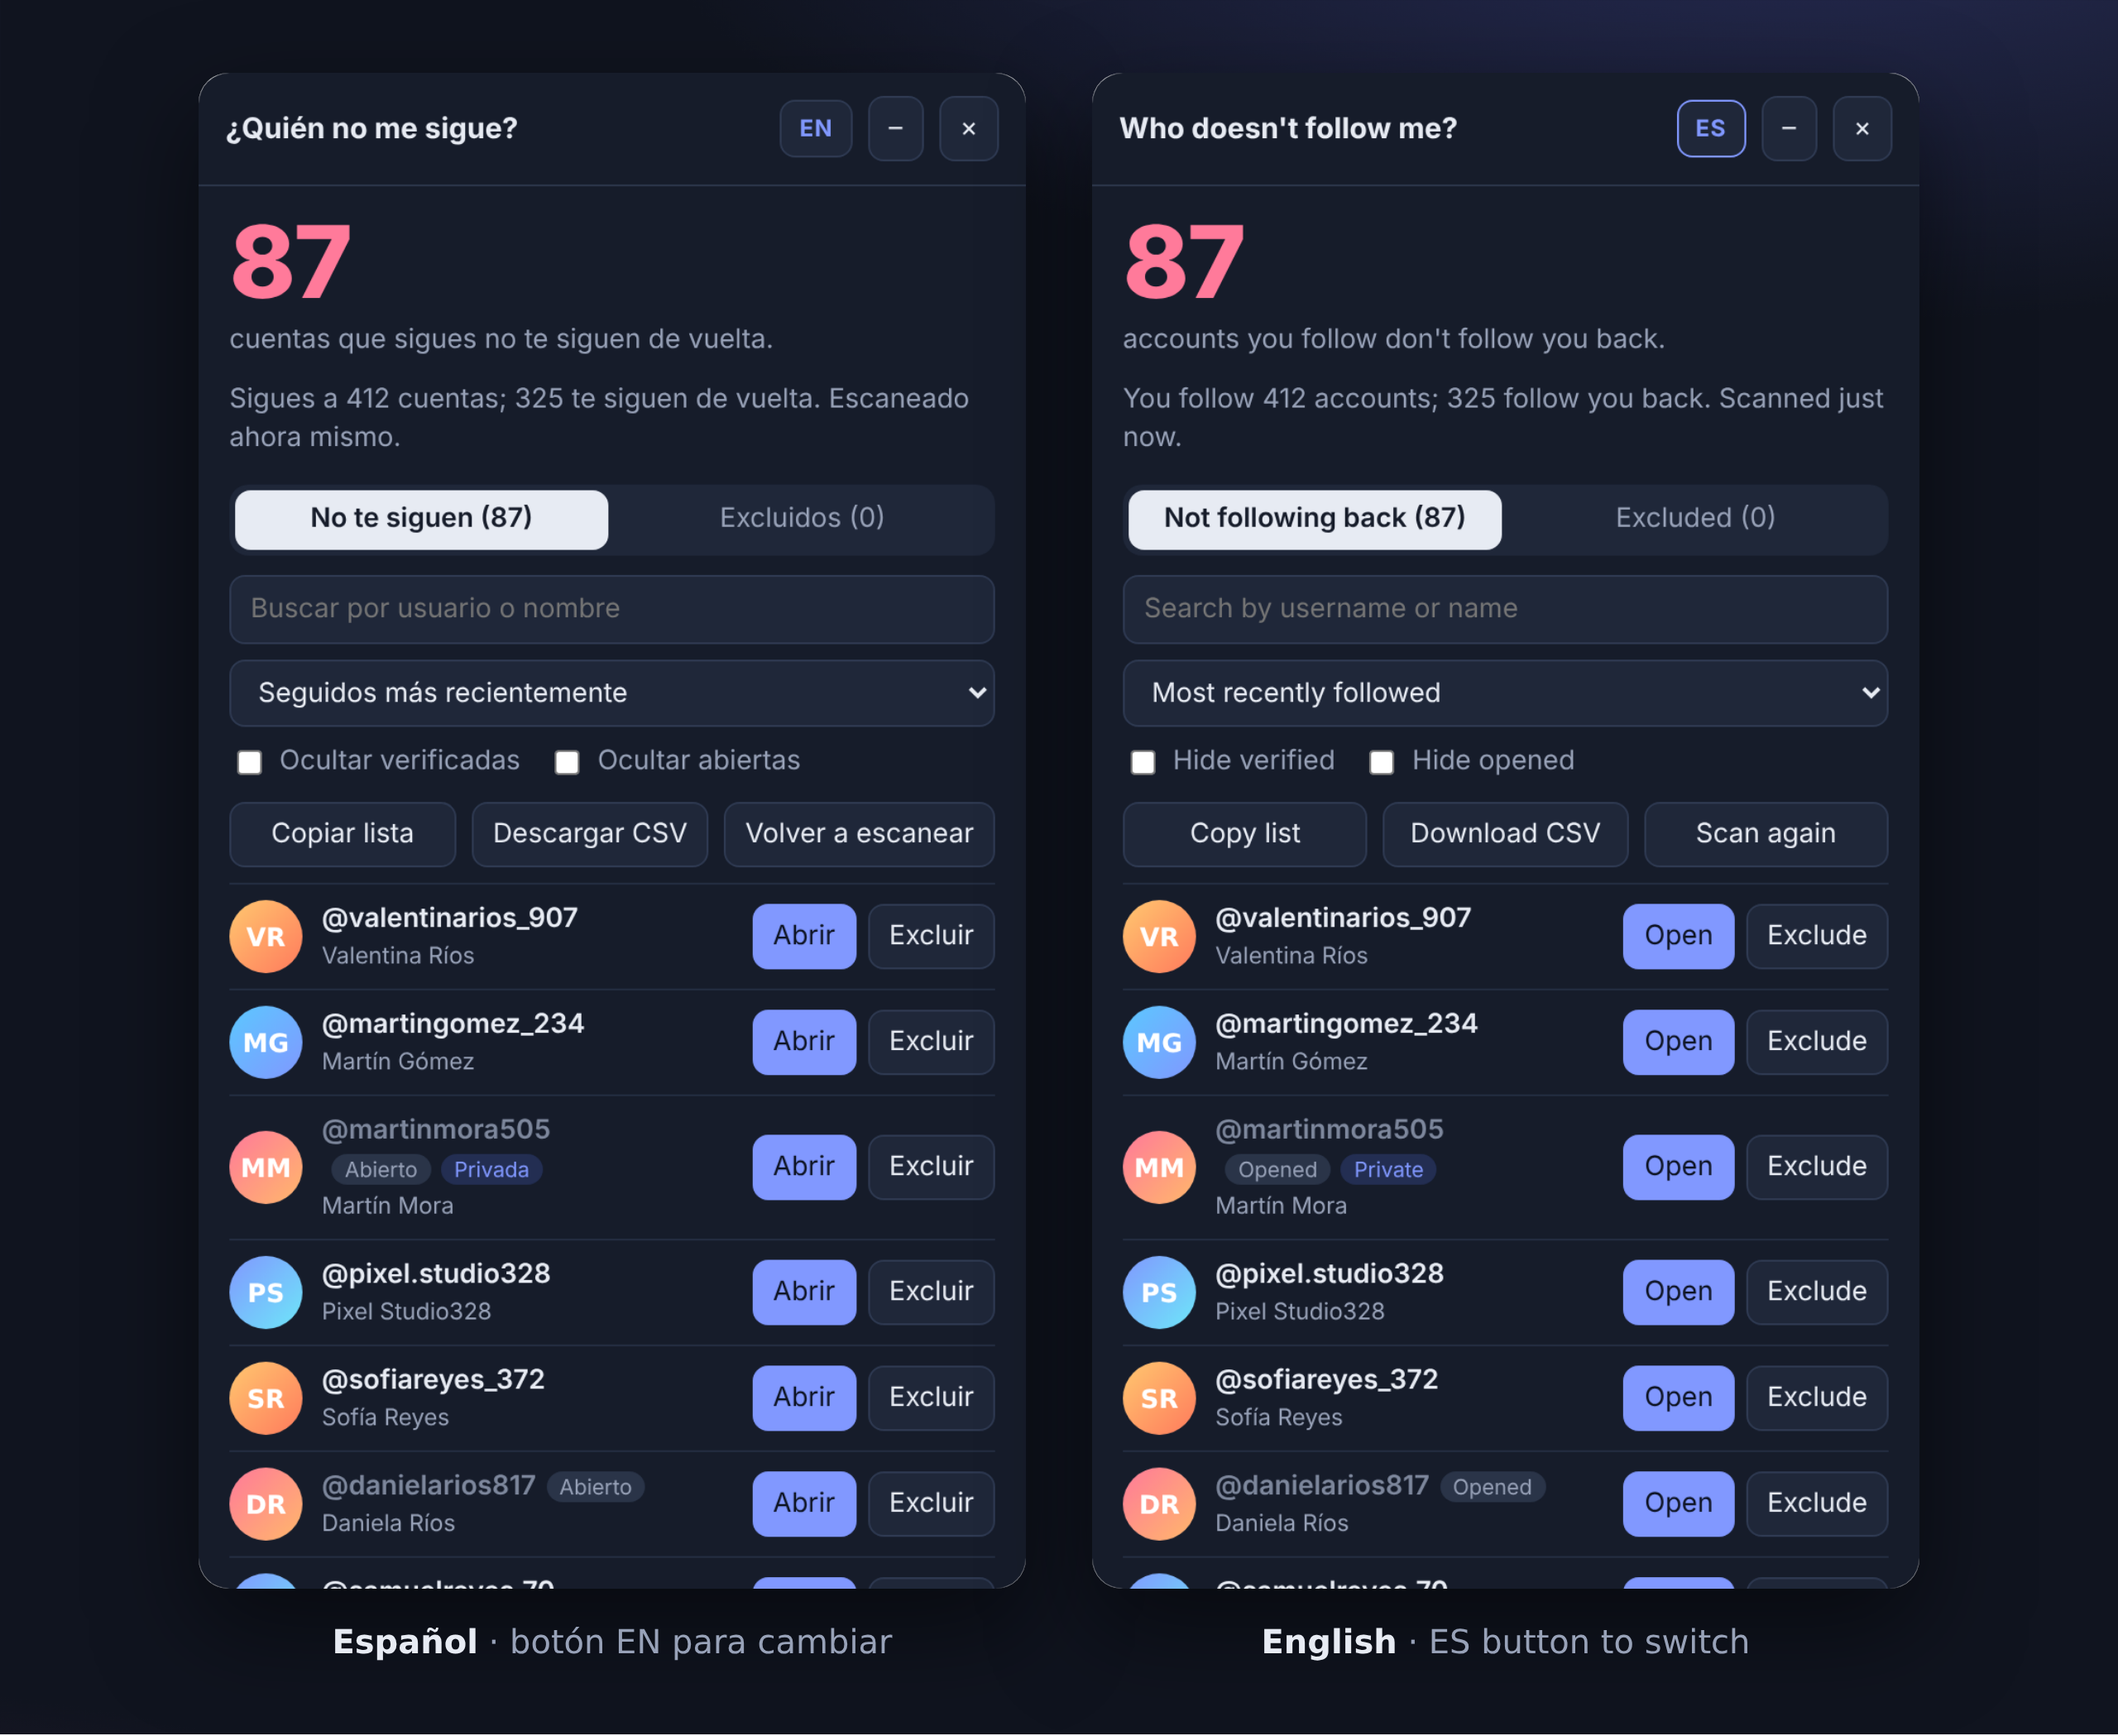 ¿Quién no me sigue?
EN
−
×
87
cuentas que sigues no te siguen de vuelta.
Sigues a 412 cuentas; 325 te siguen de vuelta. Escaneado
ahora mismo.
No te siguen (87)
Excluidos (0)
Buscar por usuario o nombre
Seguidos más recientemente
Ocultar verificadas
Ocultar abiertas
Copiar lista
Descargar CSV
Volver a escanear
VR
@valentinarios_907
Valentina Ríos
Abrir
Excluir
MG
@martingomez_234
Martín Gómez
Abrir
Excluir
MM
@martinmora505
Abierto
Privada
Martín Mora
Abrir
Excluir
PS
@pixel.studio328
Pixel Studio328
Abrir
Excluir
SR
@sofiareyes_372
Sofía Reyes
Abrir
Excluir
DR
@danielarios817
Abierto
Daniela Ríos
Abrir
Excluir
Español · botón EN para cambiar
Who doesn't follow me?
ES
−
×
87
accounts you follow don't follow you back.
You follow 412 accounts; 325 follow you back. Scanned just
now.
Not following back (87)
Excluded (0)
Search by username or name
Most recently followed
Hide verified
Hide opened
Copy list
Download CSV
Scan again
VR
@valentinarios_907
Valentina Ríos
Open
Exclude
MG
@martingomez_234
Martín Gómez
Open
Exclude
MM
@martinmora505
Opened
Private
Martín Mora
Open
Exclude
PS
@pixel.studio328
Pixel Studio328
Open
Exclude
SR
@sofiareyes_372
Sofía Reyes
Open
Exclude
DR
@danielarios817
Opened
Daniela Ríos
Open
Exclude
English · ES button to switch